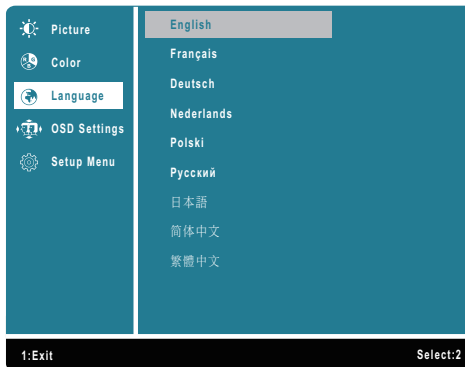 Picture
Color
Language
OSD Settings
Setup Menu
English
Français
Deutsch
Nederlands
Polski
Русский
日本語
简体中文
繁體中文
1:Exit
Select:2